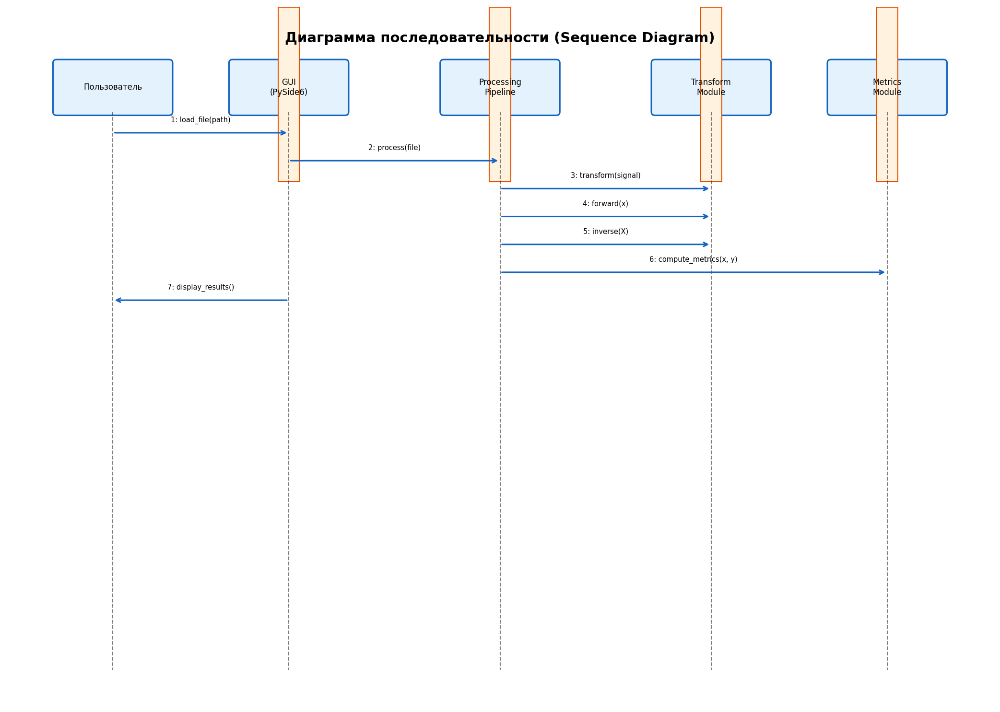 Диаграмма последовательности (Sequence Diagram)
Пользователь
GUI
(PySide6)
Processing
Pipeline
Transform
Module
Metrics
Module
1: load_file(path)
2: process(file)
3: transform(signal)
4: forward(x)
5: inverse(X)
6: compute_metrics(x, y)
7: display_results()